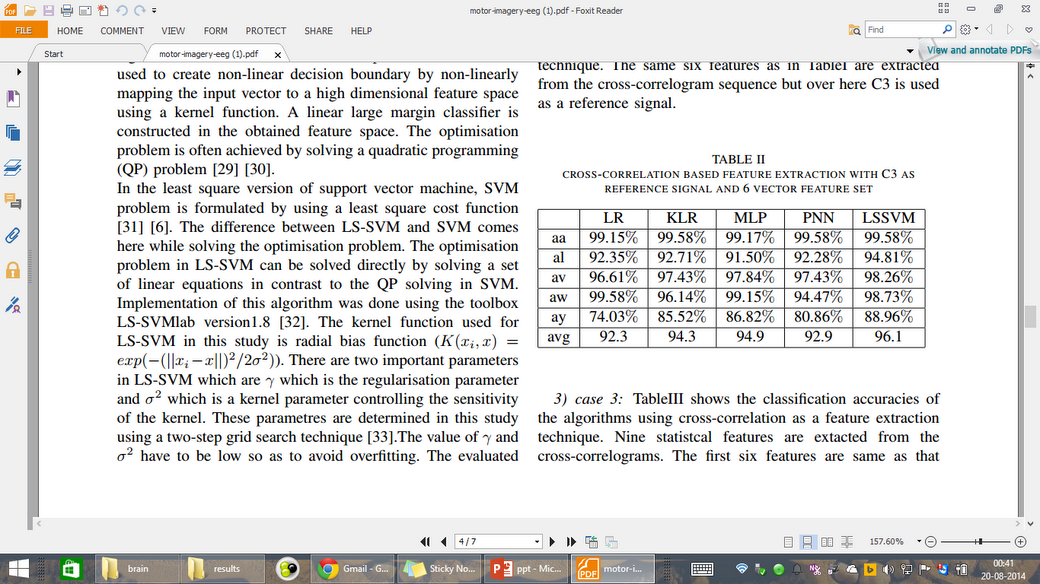 motor-imagery-eeg (1).pdf - Foxit Reader
FILE HOME COMMENT VIEW FORM PROTECT SHARE HELP
Find
Start
motor-imagery-eeg (1).pdf
View and annotate PDFs
used to create non-linear decision boundary by non-linearly
mapping the input vector to a high dimensional feature space
using a kernel function. A linear large margin classifier is
constructed in the obtained feature space. The optimisation
problem is often achieved by solving a quadratic programming
(QP) problem [29] [30].
In the least square version of support vector machine, SVM
problem is formulated by using a least square cost function
[31] [6]. The difference between LS-SVM and SVM comes
here while solving the optimisation problem. The optimisation
problem in LS-SVM can be solved directly by solving a set
of linear equations in contrast to the QP solving in SVM.
Implementation of this algorithm was done using the toolbox
LS-SVMlab version1.8 [32]. The kernel function used for
LS-SVM in this study is radial bias function (K(xᵢ, x) =
exp(−(||xᵢ−x||)²/2σ²)). There are two important parameters
in LS-SVM which are γ which is the regularisation parameter
and σ² which is a kernel parameter controlling the sensitivity
of the kernel. These parametres are determined in this study
using a two-step grid search technique [33].The value of γ and
σ² have to be low so as to avoid overfitting. The evaluated
technique. The same six features as in TableI are extracted
from the cross-correlogram sequence but over here C3 is used
as a reference signal.
TABLE II
CROSS-CORRELATION BASED FEATURE EXTRACTION WITH C3 AS
REFERENCE SIGNAL AND 6 VECTOR FEATURE SET
LR KLR MLP PNN LSSVM
aa 99.15% 99.58% 99.17% 99.58% 99.58%
al 92.35% 92.71% 91.50% 92.28% 94.81%
av 96.61% 97.43% 97.84% 97.43% 98.26%
aw 99.58% 96.14% 99.15% 94.47% 98.73%
ay 74.03% 85.52% 86.82% 80.86% 88.96%
avg 92.3 94.3 94.9 92.9 96.1
3) case 3: TableIII shows the classification accuracies of
the algorithms using cross-correlation as a feature extraction
technique. Nine statistcal features are extacted from the
cross-correlograms. The first six features are same as that
4 / 7
157.60%
brain
results
Gmail - G...
Sticky No...
ppt - Mic...
motor-i...
00:41
20-08-2014